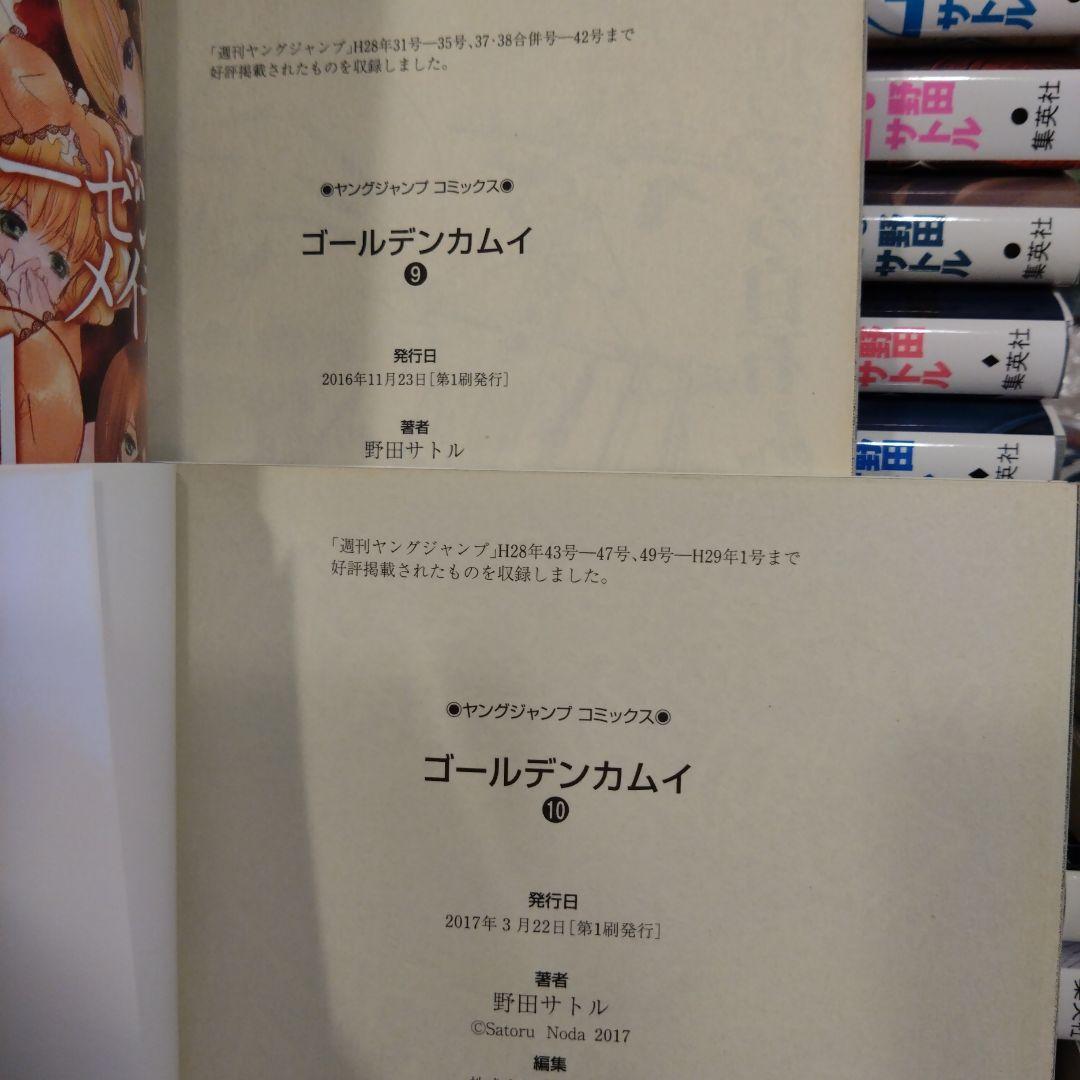 「週刊ヤングジャンプ」H28年31号―35号、37・38合併号―42号まで
好評掲載されたものを収録しました。
◉ヤングジャンプ コミックス◉
ゴールデンカムイ
❾
発行日
2016年11月23日[第1刷発行]
著者
野田サトル
「週刊ヤングジャンプ」H28年43号―47号、49号―H29年1号まで
好評掲載されたものを収録しました。
◉ヤングジャンプ コミックス◉
ゴールデンカムイ
❿
発行日
2017年 3 月22日[第1刷発行]
著者
野田サトル
©Satoru Noda 2017
編集
ーゼ
メイ
サトル
野田
サトル
●
集英社
野田
サトル
●
集英社
野田
サトル
◆
集英社
野田
◆
英社